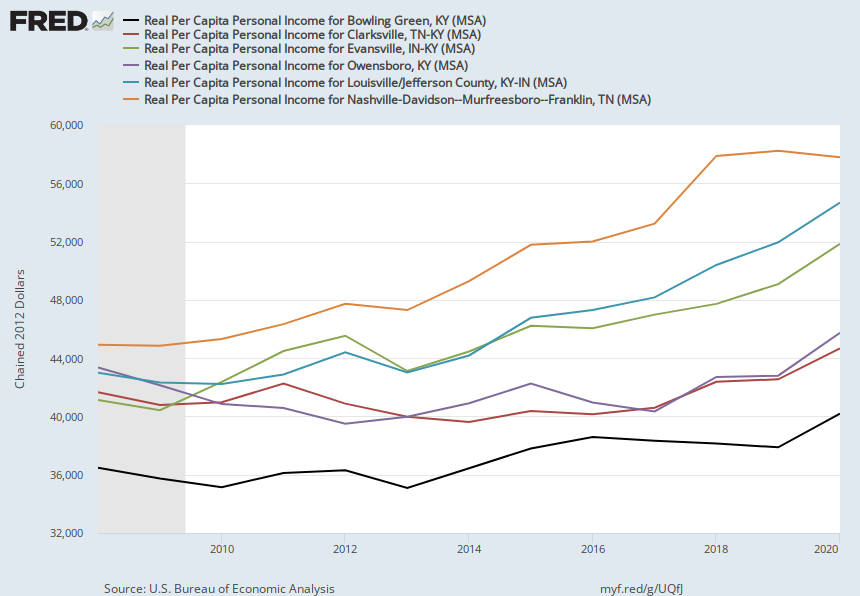 FRED
Real Per Capita Personal Income for Bowling Green, KY (MSA)
Real Per Capita Personal Income for Clarksville, TN-KY (MSA)
Real Per Capita Personal Income for Evansville, IN-KY (MSA)
Real Per Capita Personal Income for Owensboro, KY (MSA)
Real Per Capita Personal Income for Louisville/Jefferson County, KY-IN (MSA)
Real Per Capita Personal Income for Nashville-Davidson--Murfreesboro--Franklin, TN (MSA)
60,000
56,000
52,000
48,000
44,000
40,000
36,000
32,000
Chained 2012 Dollars
2010 2012 2014 2016 2018 2020
Source: U.S. Bureau of Economic Analysis
myf.red/g/UQfJ